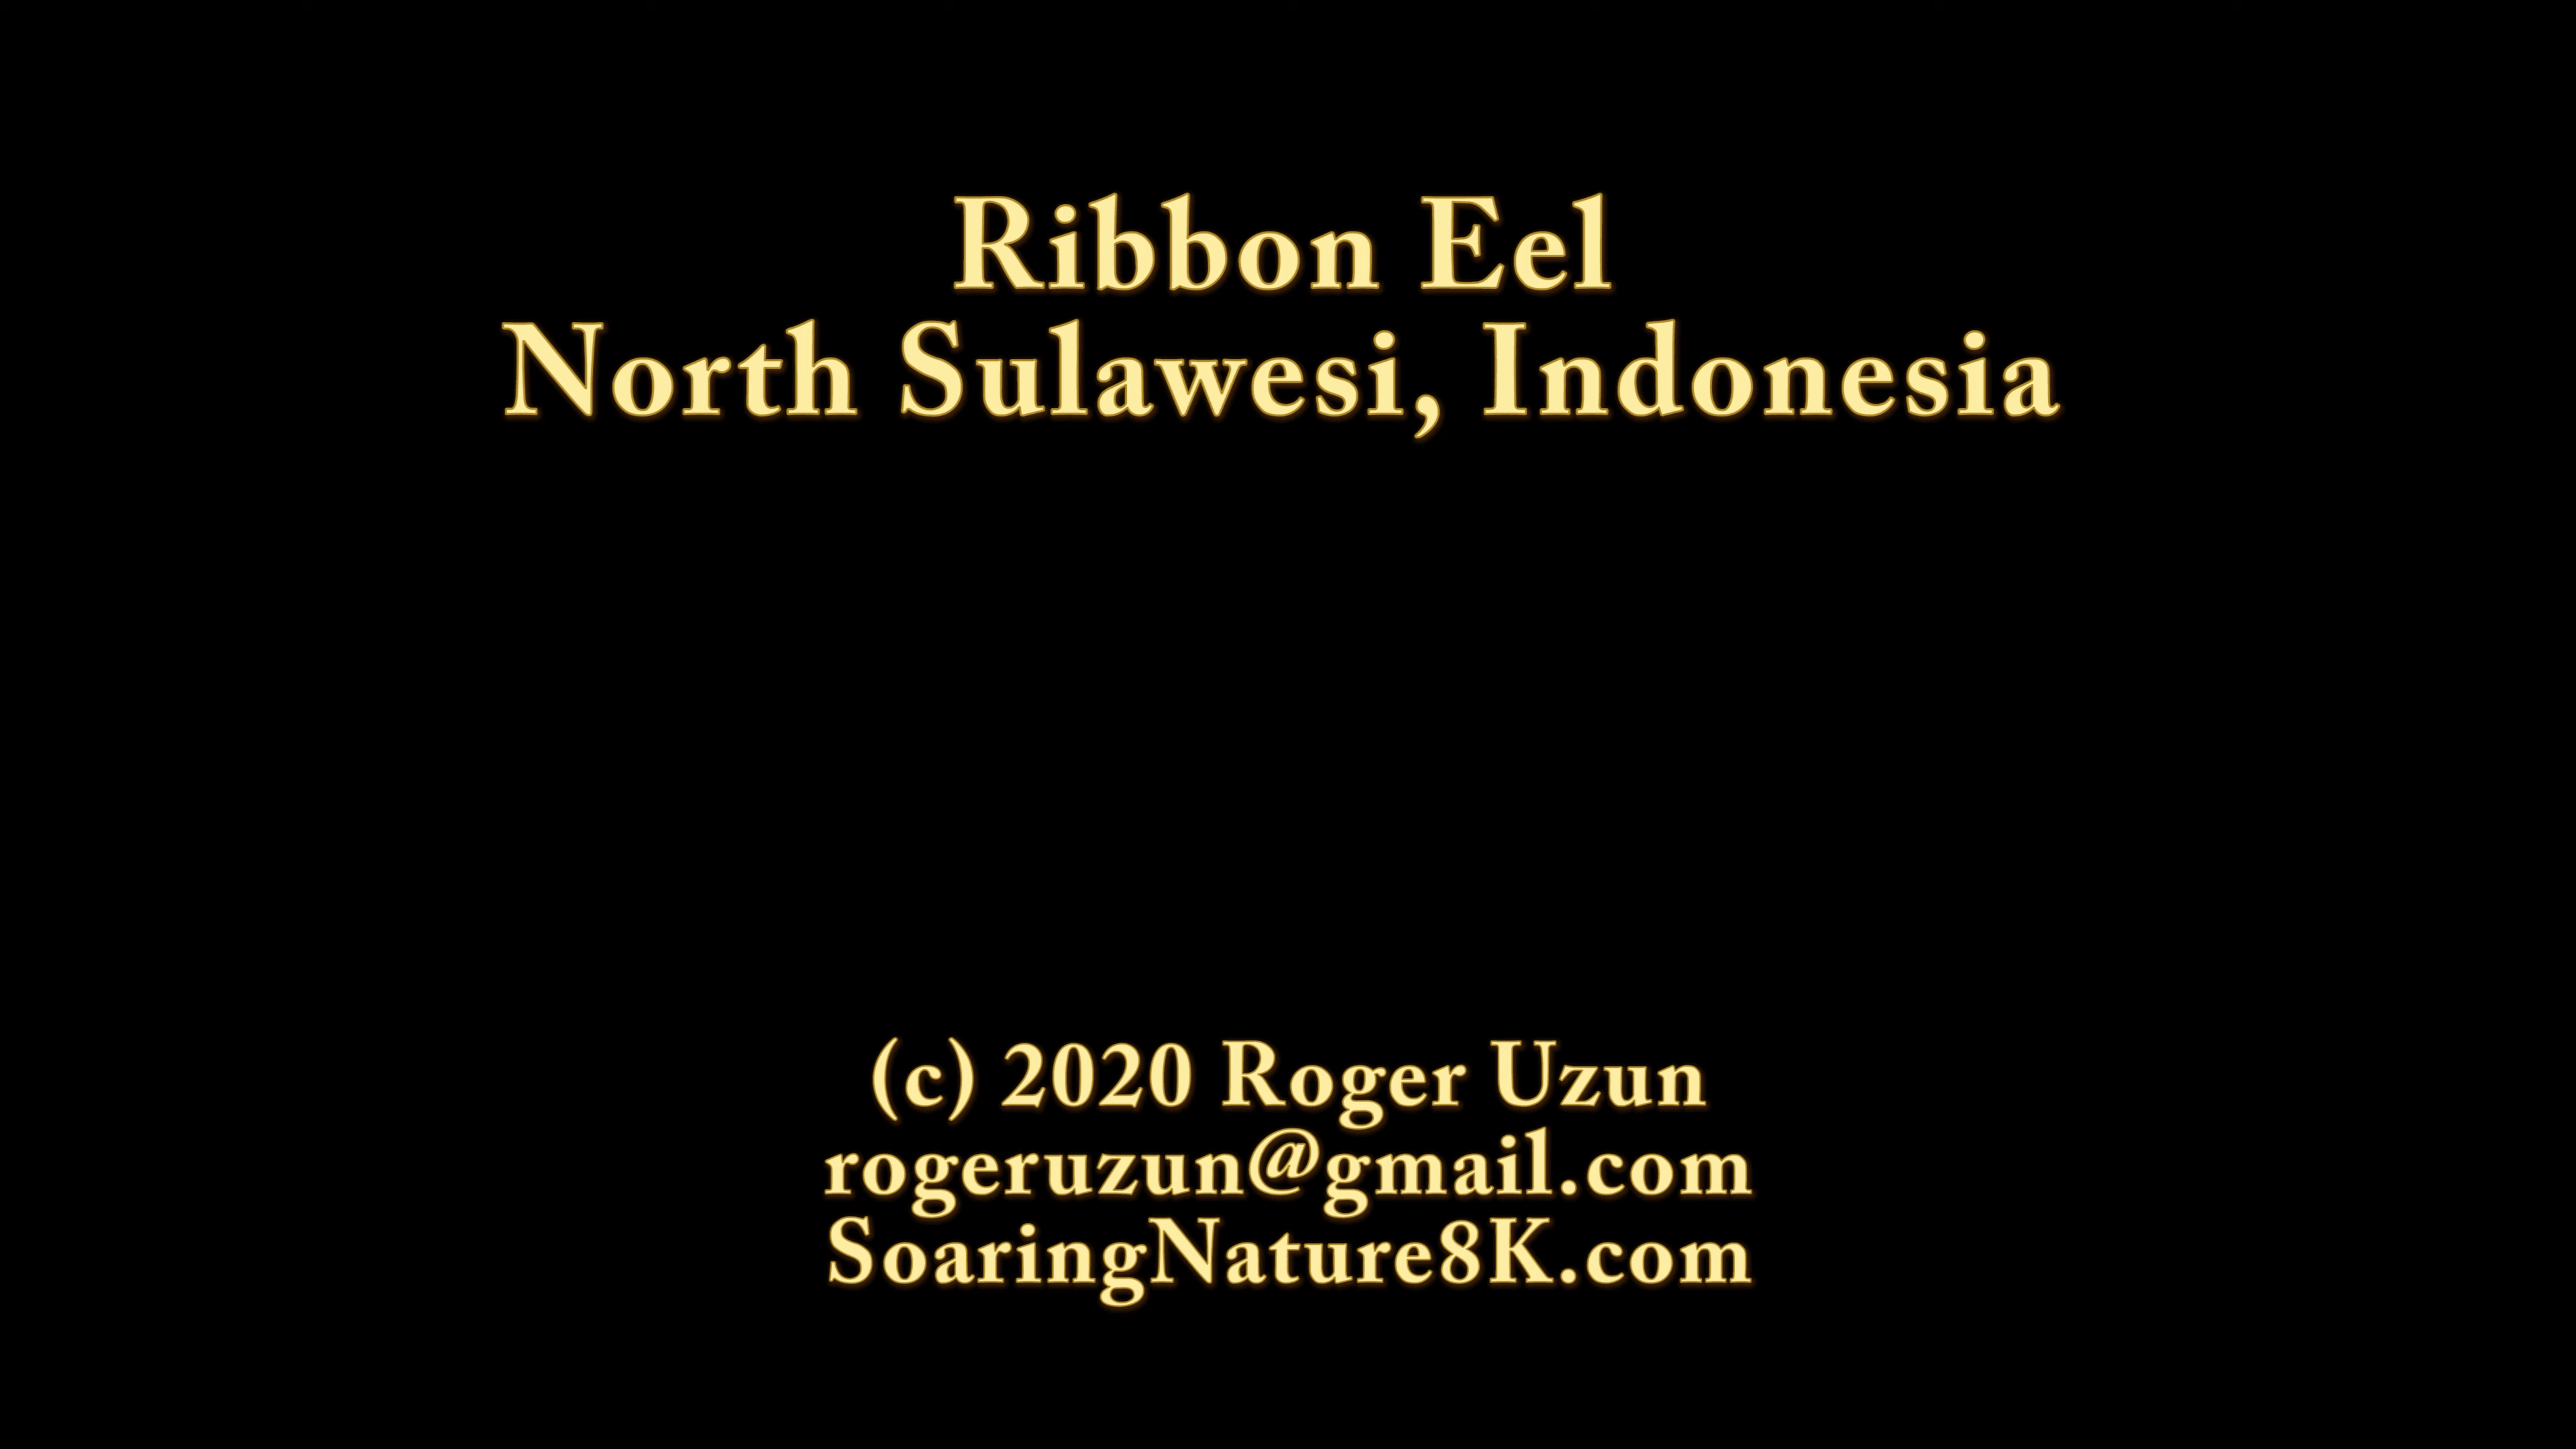 Ribbon Eel
North Sulawesi, Indonesia
(c) 2020 Roger Uzun
rogeruzun@gmail.com
SoaringNature8K.com